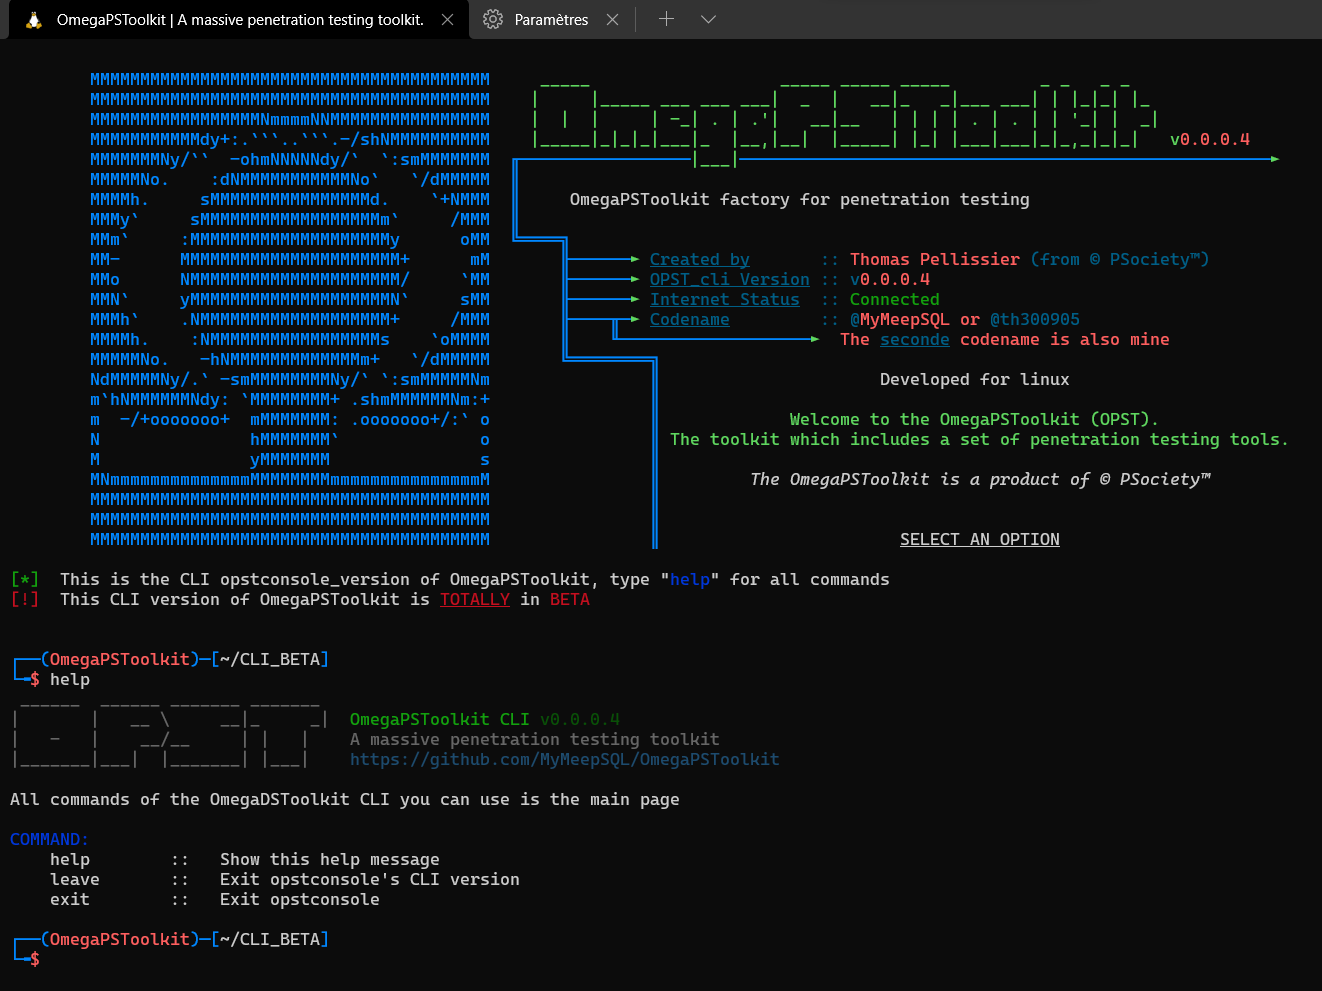 OmegaPSToolkit | A massive penetration testing toolkit.
Paramètres
OmegaPSToolkit
v0.0.0.4
OmegaPSToolkit factory for penetration testing
Created by :: Thomas Pellissier (from © PSociety™)
OPST_cli Version :: v0.0.0.4
Internet Status :: Connected
Codename :: @MyMeepSQL or @th300905
The seconde codename is also mine
Developed for linux
Welcome to the OmegaPSToolkit (OPST).
The toolkit which includes a set of penetration testing tools.
The OmegaPSToolkit is a product of © PSociety™
SELECT AN OPTION
[*] This is the CLI opstconsole_version of OmegaPSToolkit, type "help" for all commands
[!] This CLI version of OmegaPSToolkit is TOTALLY in BETA
(OmegaPSToolkit)-[~/CLI_BETA]
$ help
OPST
OmegaPSToolkit CLI v0.0.0.4
A massive penetration testing toolkit
https://github.com/MyMeepSQL/OmegaPSToolkit
All commands of the OmegaDSToolkit CLI you can use is the main page
COMMAND:
help :: Show this help message
leave :: Exit opstconsole's CLI version
exit :: Exit opstconsole
(OmegaPSToolkit)-[~/CLI_BETA]
$